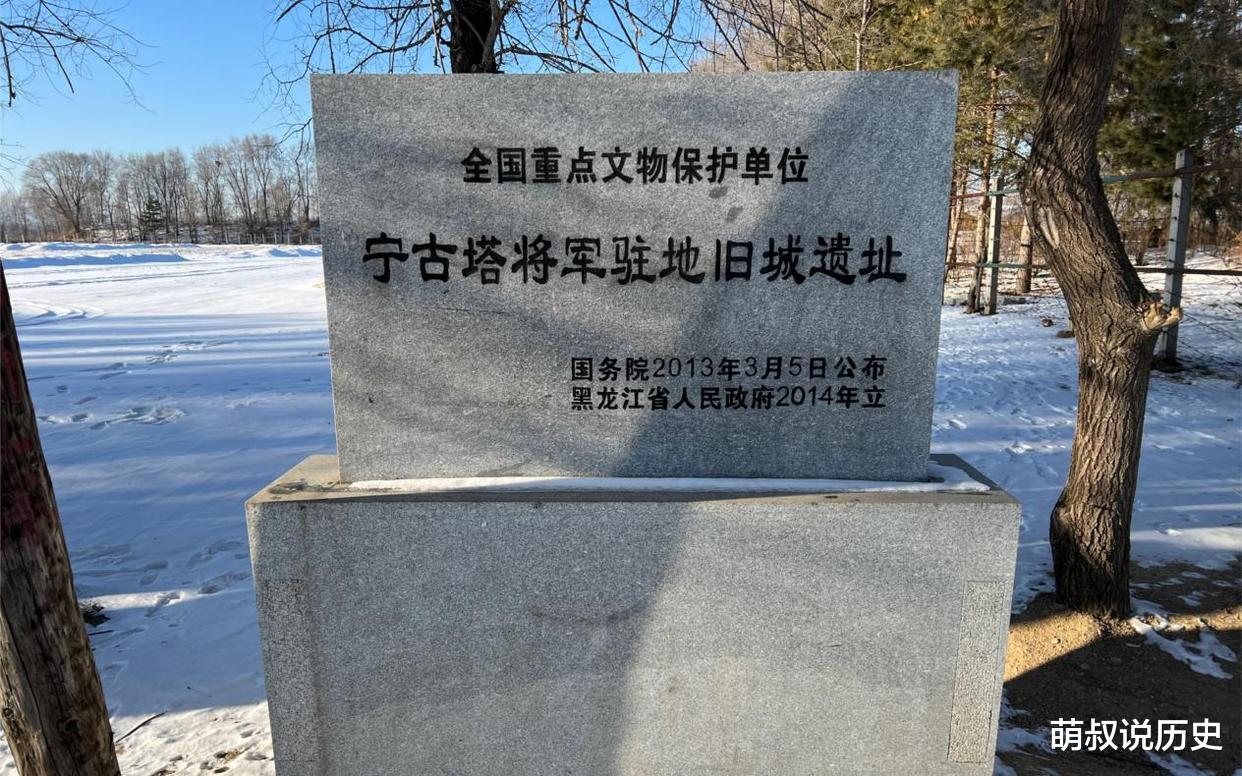 全国重点文物保护单位
宁古塔将军驻地旧城遗址
国务院2013年3月5日公布
黑龙江省人民政府2014年立
萌叔说历史